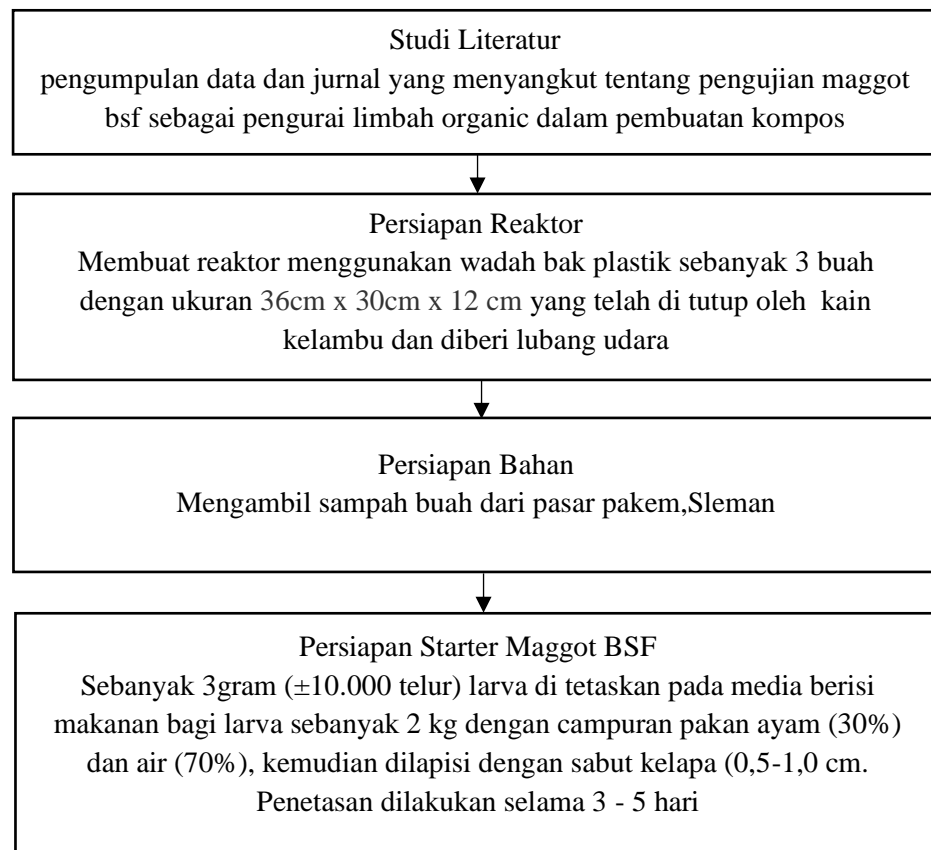 Studi Literatur
pengumpulan data dan jurnal yang menyangkut tentang pengujian maggot
bsf sebagai pengurai limbah organic dalam pembuatan kompos
Persiapan Reaktor
Membuat reaktor menggunakan wadah bak plastik sebanyak 3 buah
dengan ukuran 36cm x 30cm x 12 cm yang telah di tutup oleh kain
kelambu dan diberi lubang udara
Persiapan Bahan
Mengambil sampah buah dari pasar pakem,Sleman
Persiapan Starter Maggot BSF
Sebanyak 3gram (±10.000 telur) larva di tetaskan pada media berisi
makanan bagi larva sebanyak 2 kg dengan campuran pakan ayam (30%)
dan air (70%), kemudian dilapisi dengan sabut kelapa (0,5-1,0 cm.
Penetasan dilakukan selama 3 - 5 hari